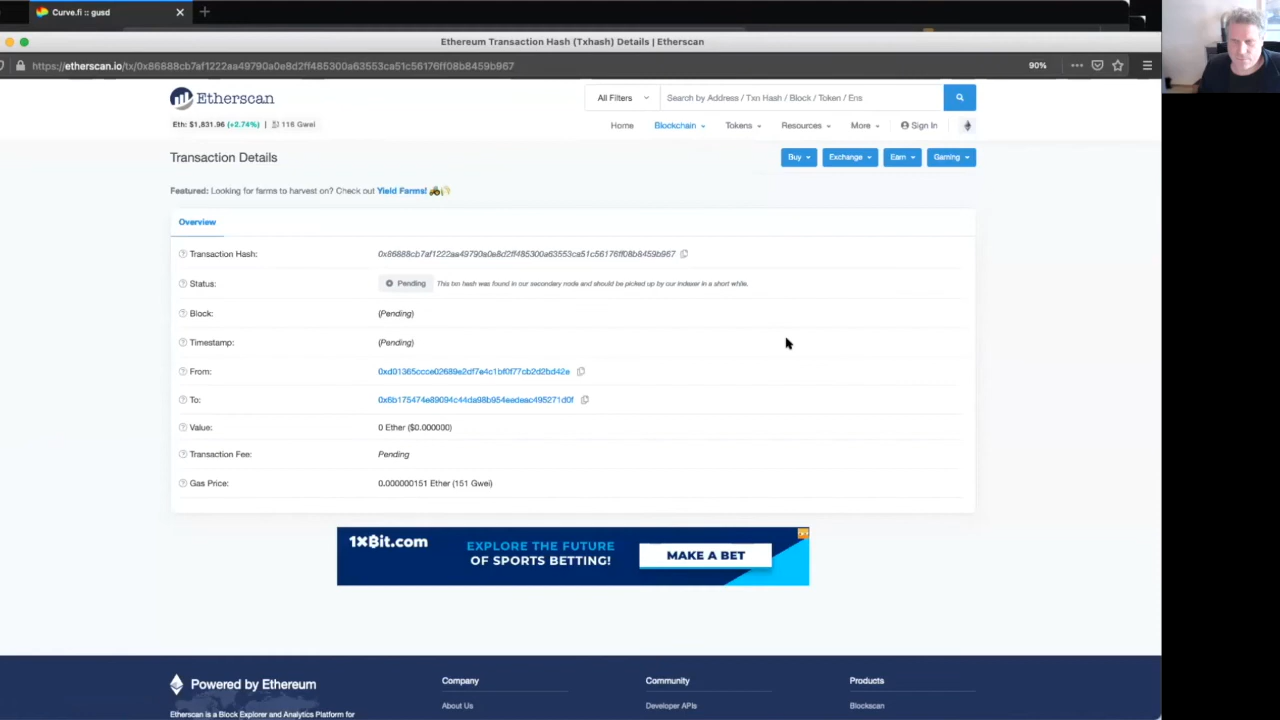 Curve.fi :: gusd
Ethereum Transaction Hash (Txhash) Details | Etherscan
https://etherscan.io/tx/0x86888cb7af1222aa49790a0e8d2ff485300a63553ca51c56176ff08b8459b967
90%
Etherscan
All Filters
Search by Address / Txn Hash / Block / Token / Ens
Eth: $1,831.96 (+2.74%) | 116 Gwei
Home Blockchain Tokens Resources More Sign In
Transaction Details
Buy Exchange Earn Gaming
Featured: Looking for farms to harvest on? Check out Yield Farms!
Overview
Transaction Hash: 0x86888cb7af1222aa49790a0e8d2ff485300a63553ca51c56176ff08b8459b967
Status: Pending This txn hash was found in our secondary node and should be picked up by our indexer in a short while.
Block: (Pending)
Timestamp: (Pending)
From: 0xd01365ccce02689e2df7e4c1bf0f77cb2d2bd42e
To: 0x6b175474e89094c44da98b954eedeac495271d0f
Value: 0 Ether ($0.000000)
Transaction Fee: Pending
Gas Price: 0.000000151 Ether (151 Gwei)
1XBit.com
EXPLORE THE FUTURE
OF SPORTS BETTING!
MAKE A BET
Powered by Ethereum
Etherscan is a Block Explorer and Analytics Platform for
Company
About Us
Community
Developer APIs
Products
Blockscan